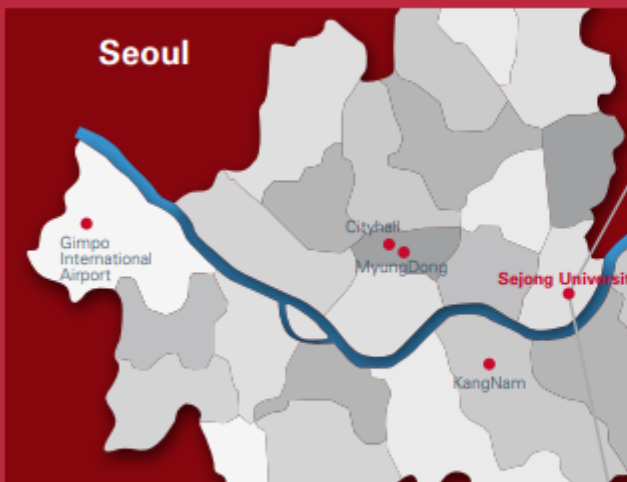 Seoul
Cityhall
MyungDong
Gimpo
International
Airport
Sejong Universit
KangNam